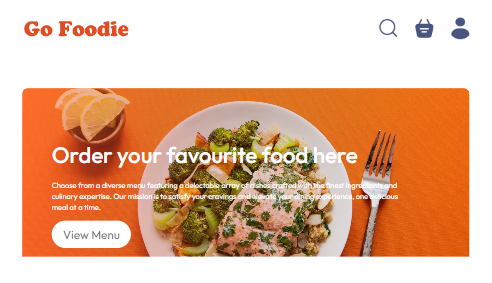 Go Foodie
Order your favourite food here
Choose from a diverse menu featuring a delectable array of dishes crafted with the finest ingredients and
culinary expertise. Our mission is to satisfy your cravings and elevate your dining experience, one delicious
meal at a time.
View Menu